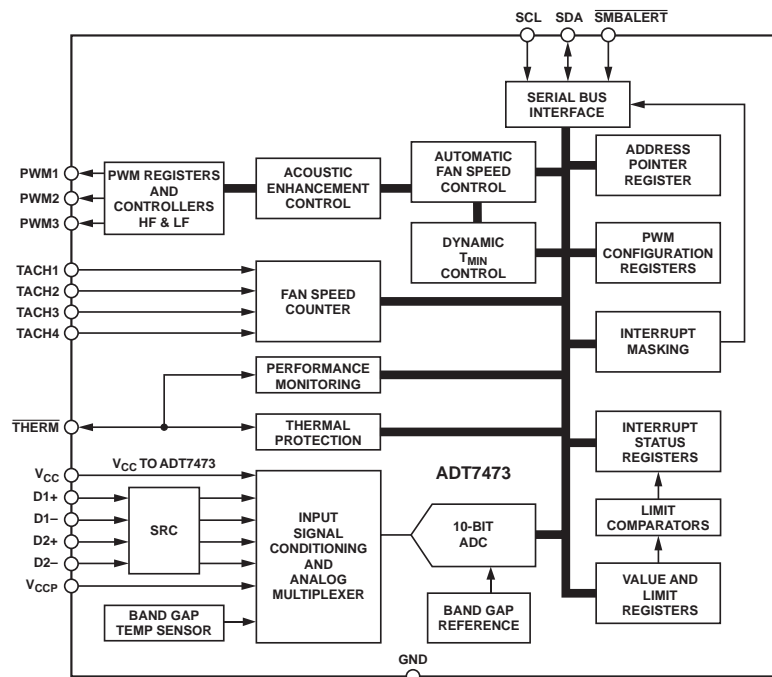 SCL SDA SMBALERT
SERIAL BUS
INTERFACE
PWM1
PWM2
PWM3
PWM REGISTERS
AND
CONTROLLERS
HF & LF
ACOUSTIC
ENHANCEMENT
CONTROL
AUTOMATIC
FAN SPEED
CONTROL
ADDRESS
POINTER
REGISTER
DYNAMIC
TMIN
CONTROL
PWM
CONFIGURATION
REGISTERS
TACH1
TACH2
TACH3
TACH4
FAN SPEED
COUNTER
INTERRUPT
MASKING
PERFORMANCE
MONITORING
THERM
THERMAL
PROTECTION
INTERRUPT
STATUS
REGISTERS
VCC
VCC TO ADT7473
ADT7473
D1+
D1–
D2+
D2–
VCCP
SRC
INPUT
SIGNAL
CONDITIONING
AND
ANALOG
MULTIPLEXER
10-BIT
ADC
LIMIT
COMPARATORS
VALUE AND
LIMIT
REGISTERS
BAND GAP
TEMP SENSOR
BAND GAP
REFERENCE
GND